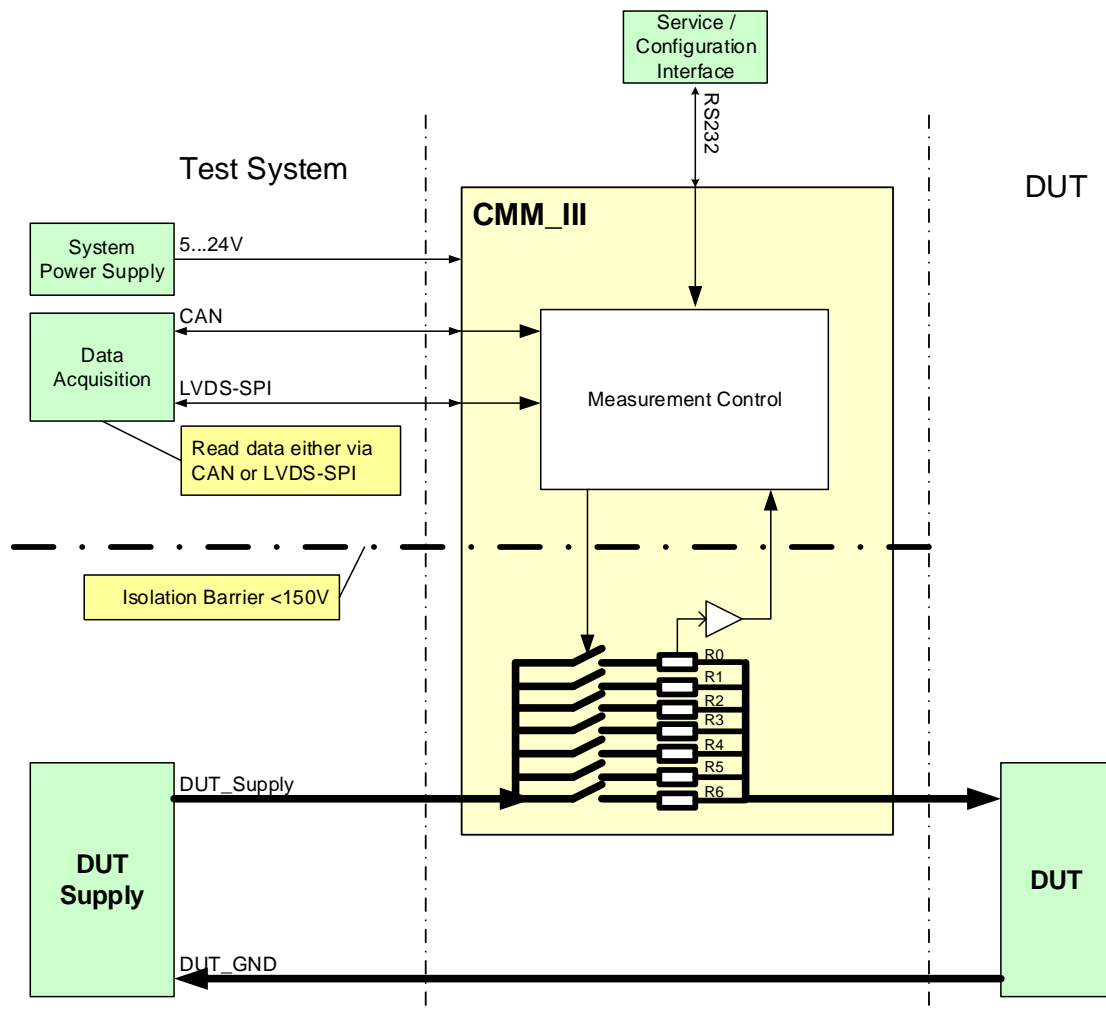 Service /
Configuration
Interface
RS232
Test System
DUT
CMM_III
System
Power Supply
5...24V
CAN
Data
Acquisition
LVDS-SPI
Measurement Control
Read data either via
CAN or LVDS-SPI
Isolation Barrier <150V
R0
R1
R2
R3
R4
R5
R6
DUT_Supply
DUT
Supply
DUT
DUT_GND